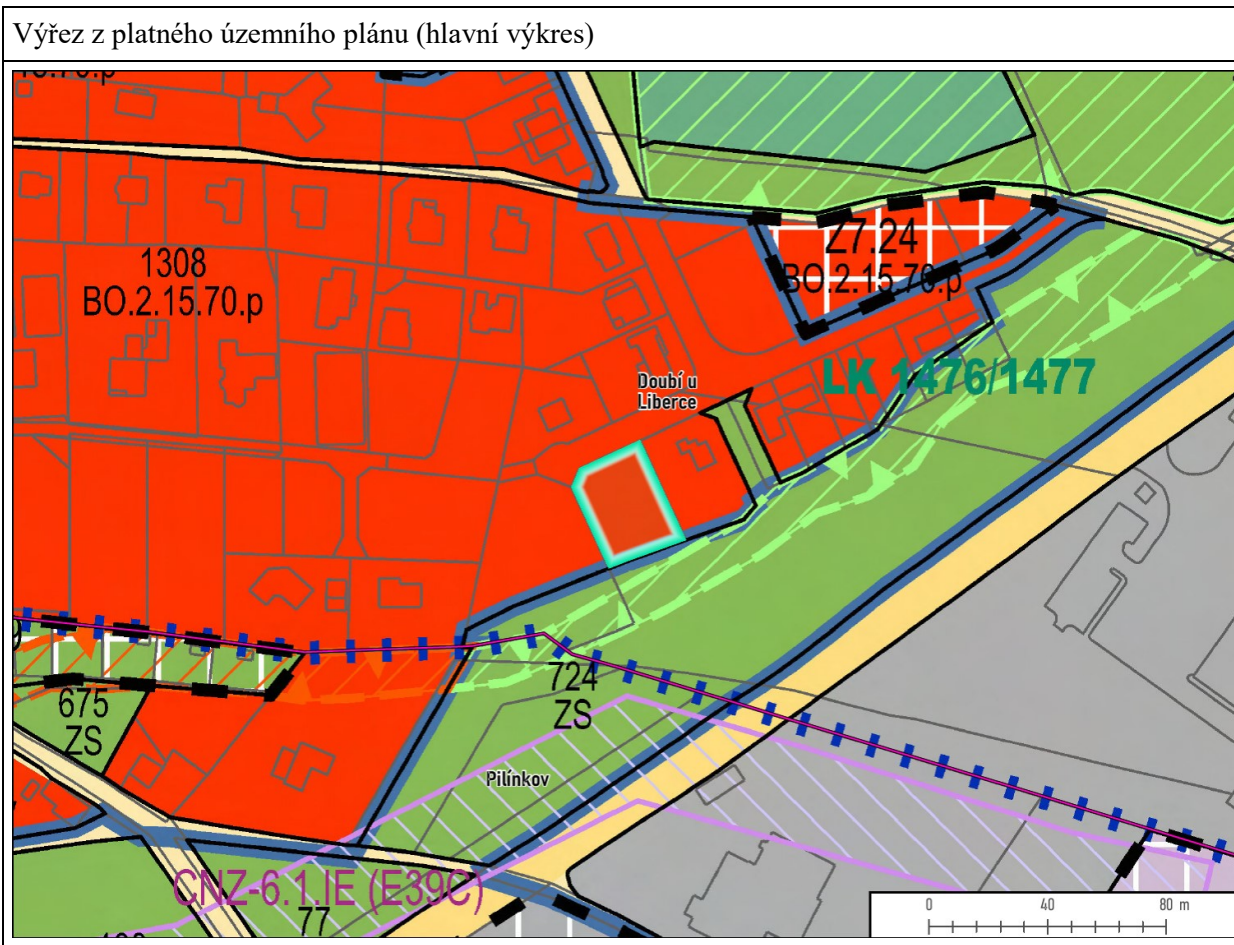 Výřez z platného územního plánu (hlavní výkres)
Z7.24
BO.2.15.70.p
1308
BO.2.15.70.p
Doubí u
Liberce
LK 1476/1477
724
ZS
675
ZS
Pilínkov
CNZ-6.1.IE (E39C)
77
0 40 80 m